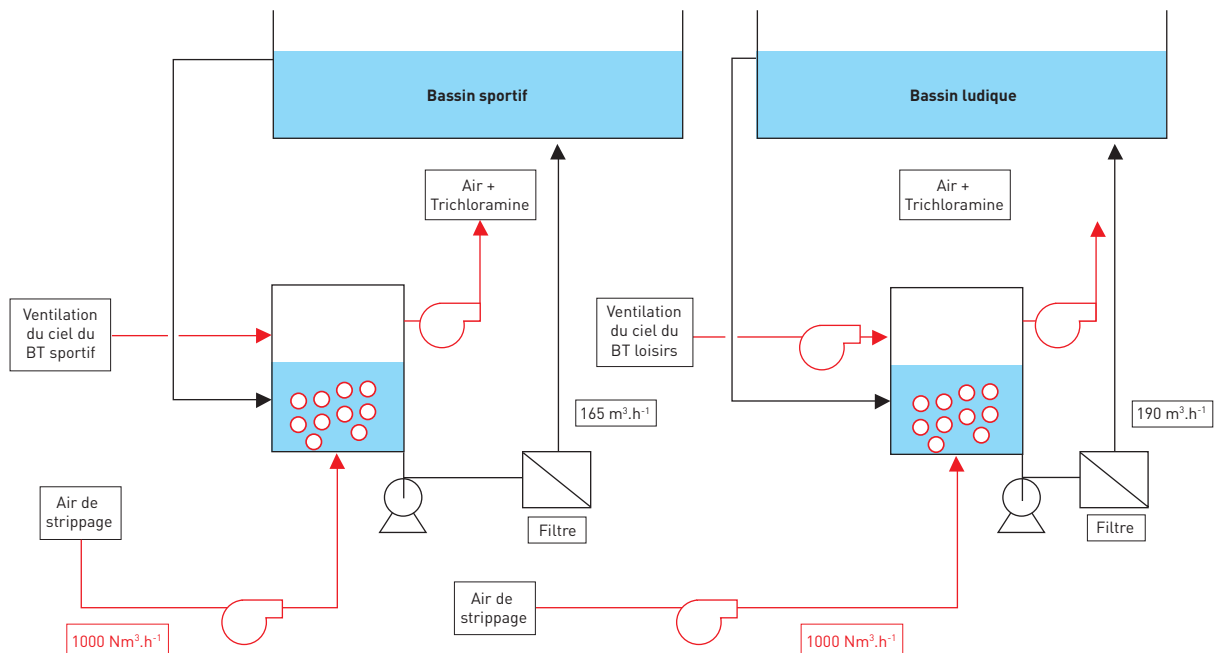 Bassin sportif
Bassin ludique
Air +
Trichloramine
Air +
Trichloramine
Ventilation
du ciel du
BT sportif
Ventilation
du ciel du
BT loisirs
165 m³.h⁻¹
190 m³.h⁻¹
Air de
strippage
Filtre
Filtre
Air de
strippage
1000 Nm³.h⁻¹
1000 Nm³.h⁻¹